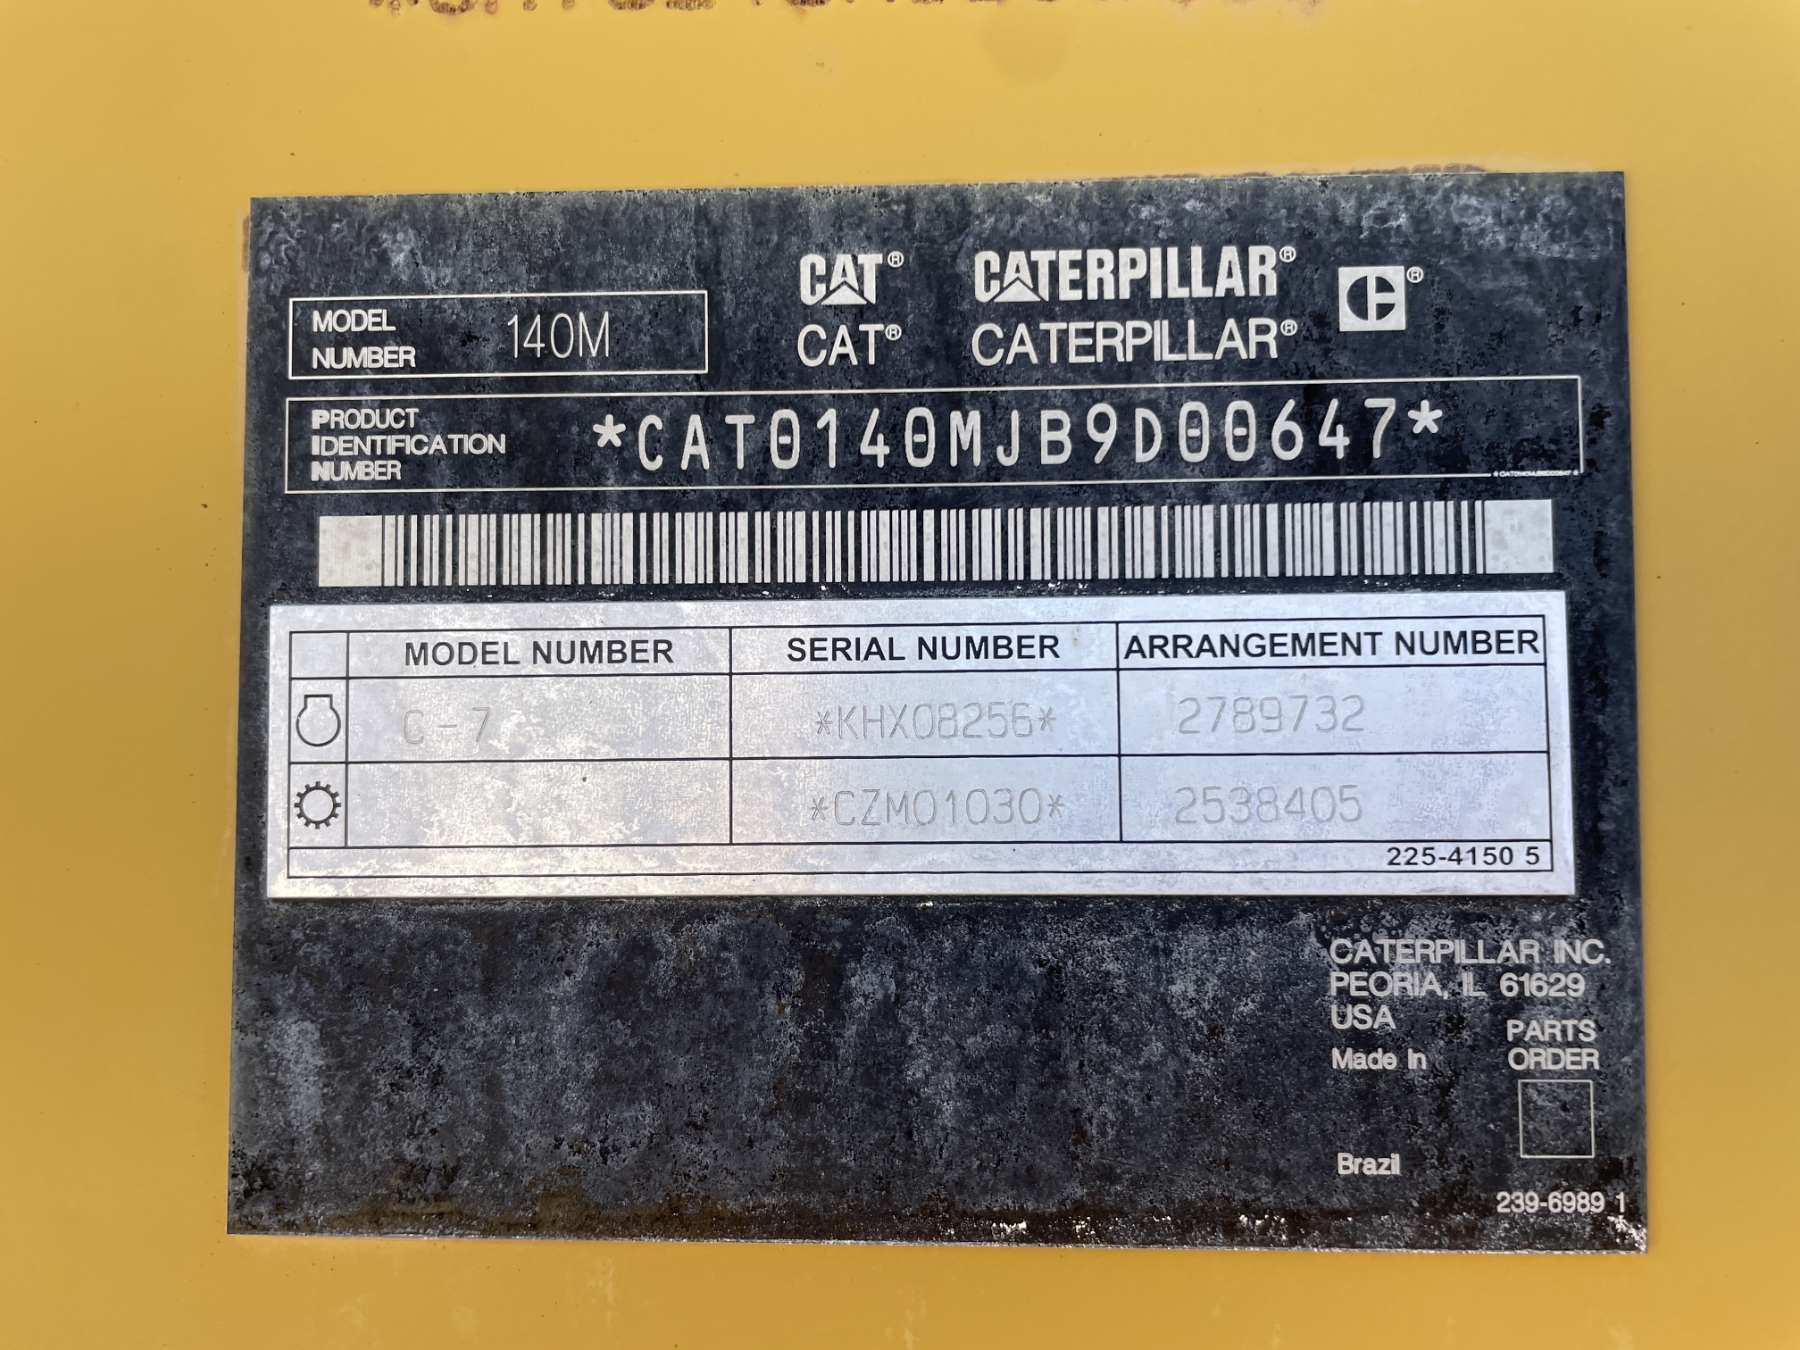 CAT® CATERPILLAR® ®
CAT® CATERPILLAR®
MODEL
NUMBER 140M
PRODUCT
IDENTIFICATION
NUMBER
*CAT0140MJB9D00647*
MODEL NUMBER SERIAL NUMBER ARRANGEMENT NUMBER
C-7 *KHX08256* 2789732
*CZM01030* 2538405
225-4150 5
CATERPILLAR INC.
PEORIA, IL 61629
USA
PARTS
ORDER
Made in
Brazil
239-6989 1